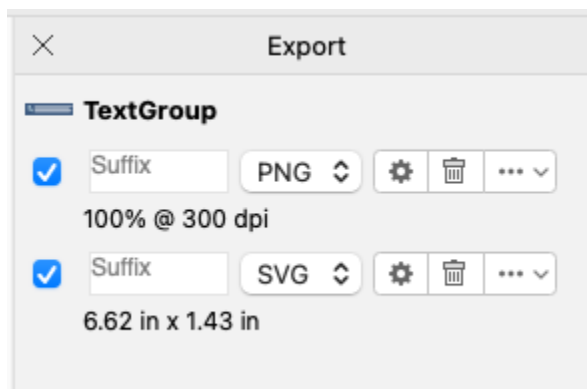 Export
TextGroup
Suffix PNG
100% @ 300 dpi
Suffix SVG
6.62 in x 1.43 in